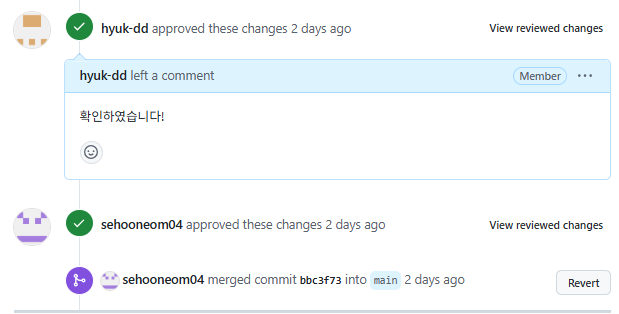 hyuk-dd approved these changes 2 days ago
View reviewed changes
hyuk-dd left a comment
Member
확인하였습니다!
sehooneom04 approved these changes 2 days ago
View reviewed changes
sehooneom04 merged commit bbc3f73 into main 2 days ago
Revert